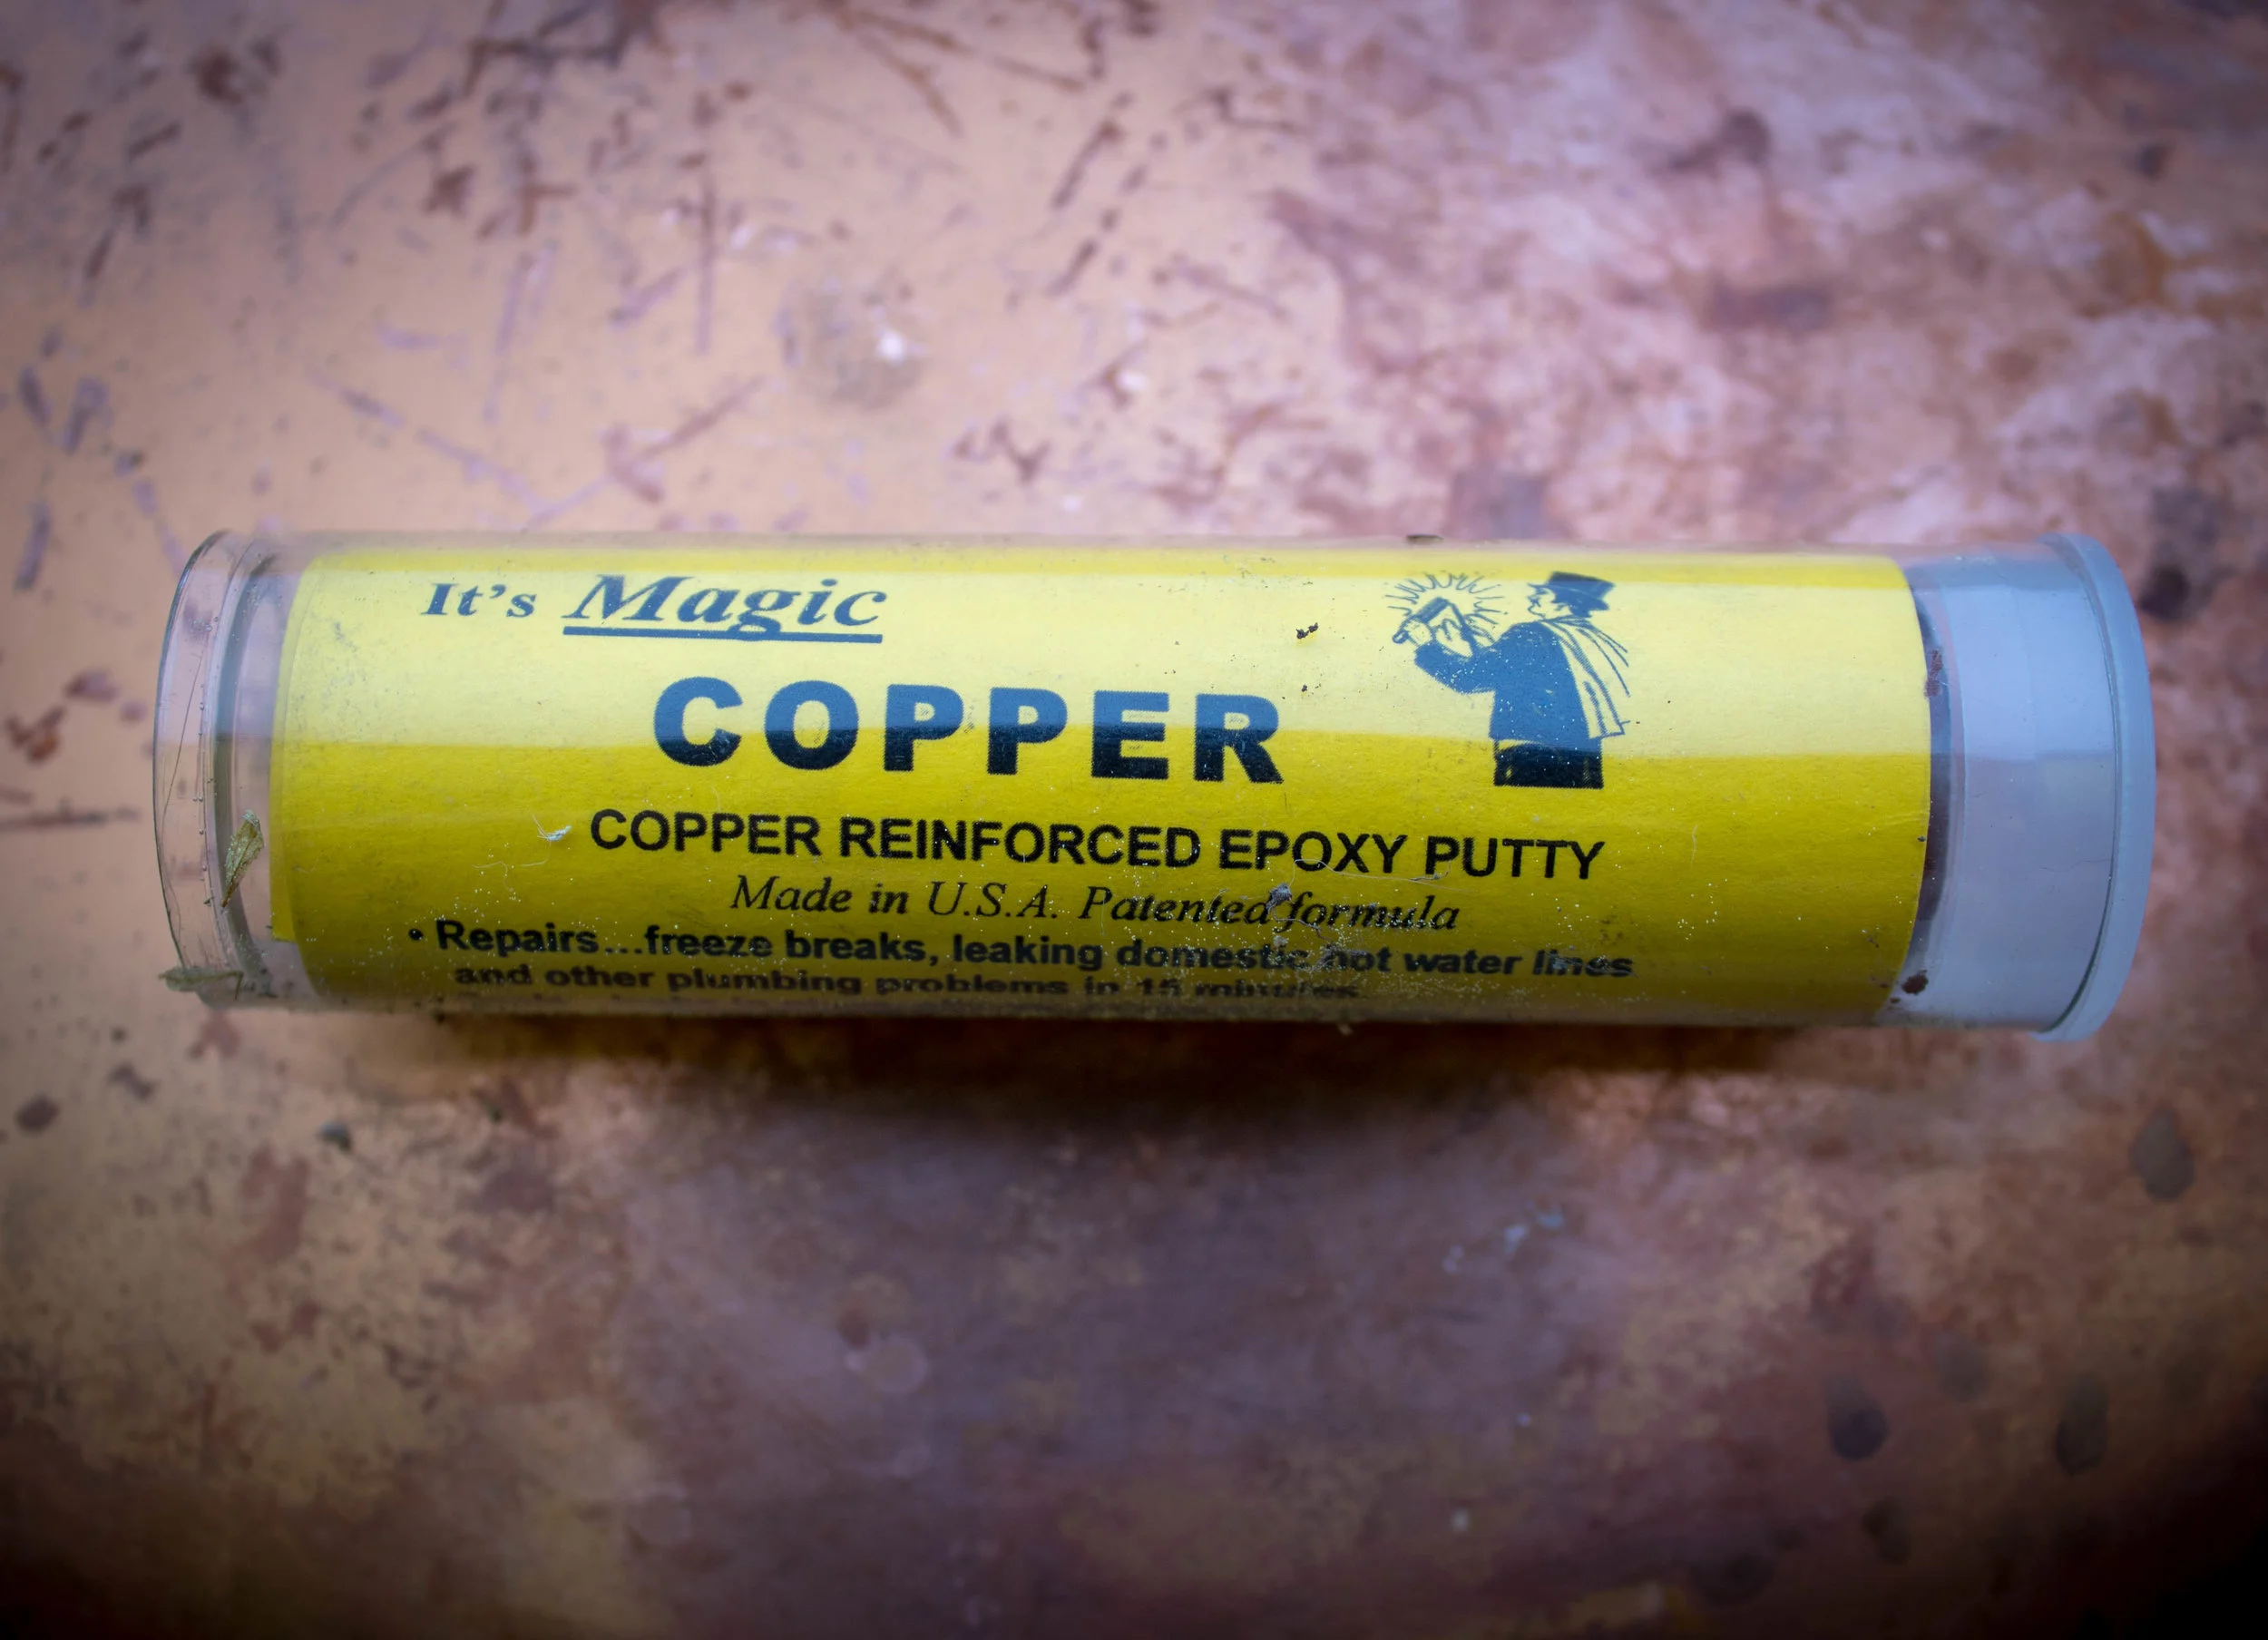 It's Magic
COPPER
COPPER REINFORCED EPOXY PUTTY
Made in U.S.A. Patented formula
• Repairs...freeze breaks, leaking domestic hot water lines
and other plumbing problems in 15 minutes